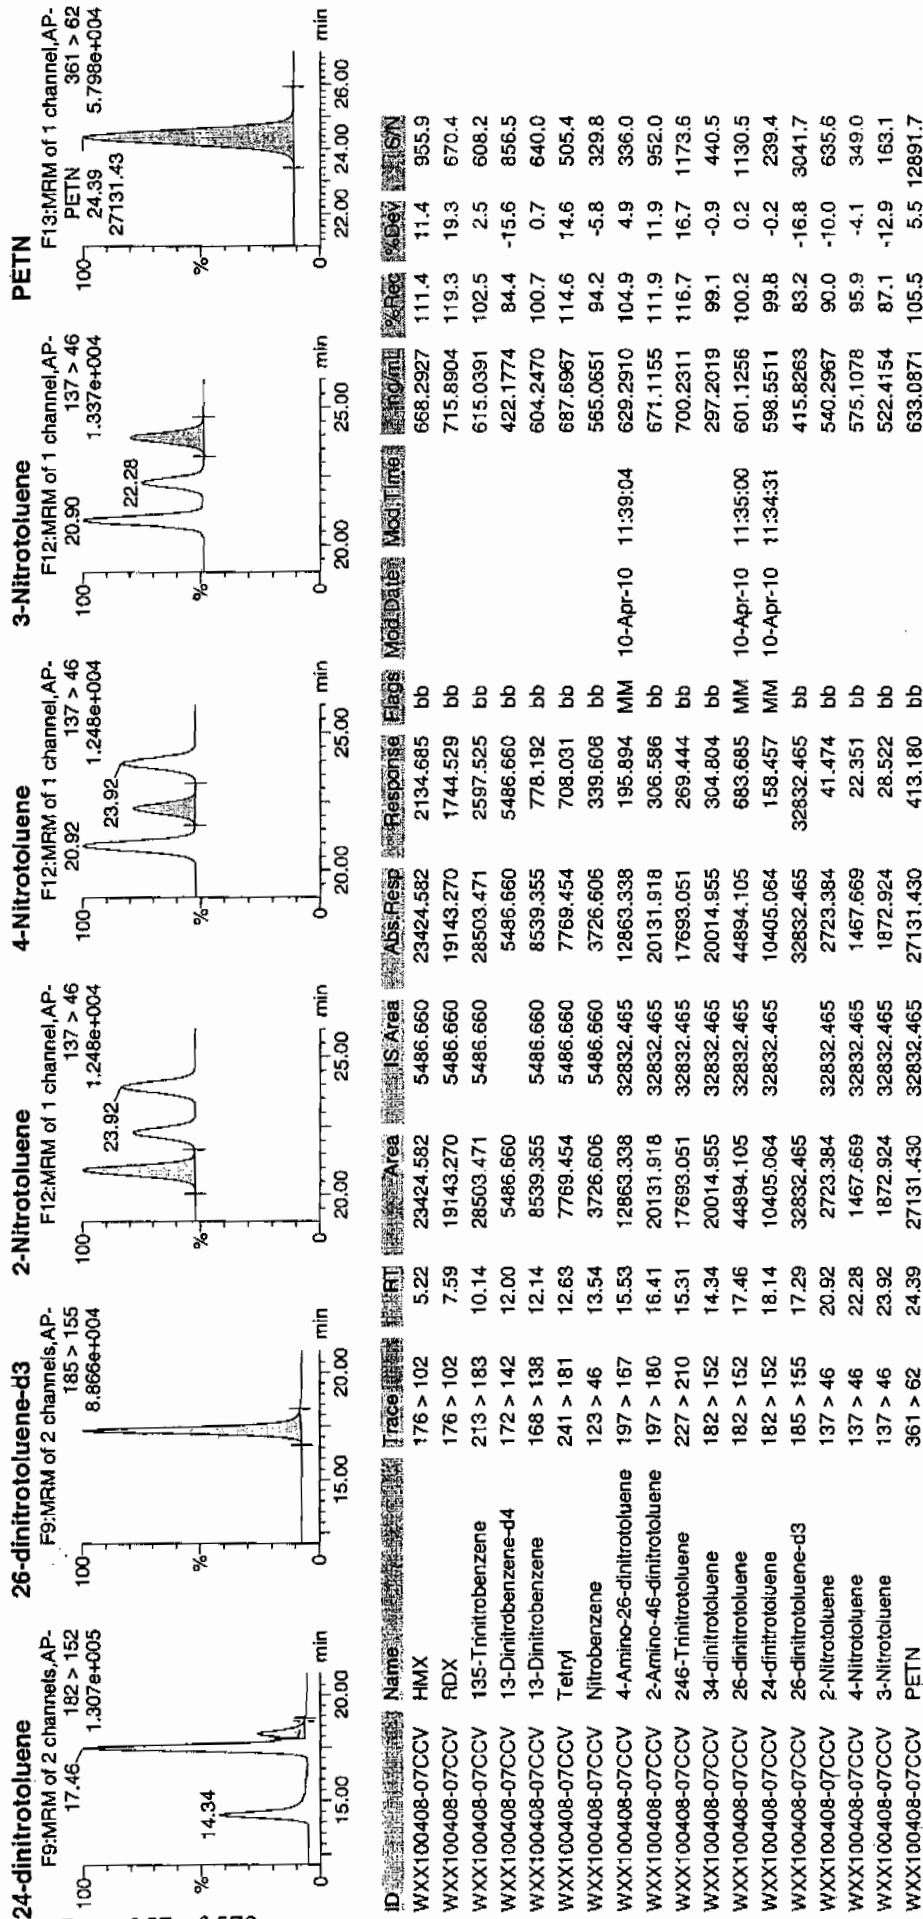 24-dinitrotoluene
F9:MRM of 2 channels,AP-
182 > 152
1.307e+005
17.46
14.34
100
%
0
15.00
20.00
min
26-dinitrotoluene-d3
F9:MRM of 2 channels,AP-
185 > 155
8.866e+004
100
%
0
15.00
20.00
min
2-Nitrotoluene
F12:MRM of 1 channel,AP-
137 > 46
1.248e+004
23.92
100
%
0
20.00
25.00
min
4-Nitrotoluene
F12:MRM of 1 channel,AP-
20.92
137 > 46
1.248e+004
23.92
100
%
0
20.00
25.00
min
3-Nitrotoluene
F12:MRM of 1 channel,AP-
20.90
137 > 46
1.337e+004
22.28
100
%
0
20.00
25.00
min
PETN
F13:MRM of 1 channel,AP-
PETN
24.39
27131.43
361 > 62
5.798e+004
100
%
0
22.00
24.00
26.00
min
ID Name Trace RT Area IS Area Abs.Resp Response Flags Mod.Date Mod.Time ng/mL %Rec %Dev S/N
WXX100408-07CCV HMX 176 > 102 5.22 23424.582 5486.660 23424.582 2134.685 bb 668.2927 111.4 11.4 955.9
WXX100408-07CCV RDX 176 > 102 7.59 19143.270 5486.660 19143.270 1744.529 bb 715.8804 119.3 19.3 670.4
WXX100408-07CCV 135-Trinitrobenzene 213 > 183 10.14 28503.471 5486.660 28503.471 2597.525 bb 615.0391 102.5 2.5 608.2
WXX100408-07CCV 13-Dinitrobenzene-d4 172 > 142 12.00 5486.660 5486.660 5486.660 bb 422.1774 84.4 -15.6 856.5
WXX100408-07CCV 13-Dinitrobenzene 168 > 138 12.14 8539.355 5486.660 8539.355 778.192 bb 604.2470 100.7 0.7 640.0
WXX100408-07CCV Tetryl 241 > 181 12.63 7769.454 5486.660 7769.454 708.031 bb 687.6967 114.6 14.6 505.4
WXX100408-07CCV Nitrobenzene 123 > 46 13.54 3726.606 5486.660 3726.606 339.606 bb 565.0651 94.2 -5.8 329.8
WXX100408-07CCV 4-Amino-26-dinitrotoluene 197 > 167 15.53 12863.338 32832.465 12863.338 195.894 MM 10-Apr-10 11:39:04 629.2910 104.9 4.9 336.0
WXX100408-07CCV 2-Amino-46-dinitrotoluene 197 > 180 16.41 20131.918 32832.465 20131.918 306.586 bb 671.1155 111.9 11.9 952.0
WXX100408-07CCV 246-Trinitrotoluene 227 > 210 15.31 17693.051 32832.465 17693.051 269.444 bb 700.2311 116.7 16.7 1173.6
WXX100408-07CCV 34-dinitrotoluene 182 > 152 14.34 20014.955 32832.465 20014.955 304.804 bb 297.2019 99.1 -0.9 440.5
WXX100408-07CCV 26-dinitrotoluene 182 > 152 17.46 44894.105 32832.465 44894.105 683.685 MM 10-Apr-10 11:35:00 601.1256 100.2 0.2 1130.5
WXX100408-07CCV 24-dinitrotoluene 182 > 152 18.14 10405.064 32832.465 10405.064 158.457 MM 10-Apr-10 11:34:31 598.5511 99.8 -0.2 239.4
WXX100408-07CCV 26-dinitrotoluene-d3 185 > 155 17.29 32832.465 32832.465 32832.465 bb 415.8263 83.2 -16.8 3041.7
WXX100408-07CCV 2-Nitrotoluene 137 > 46 20.92 2723.384 32832.465 2723.384 41.474 bb 540.2967 90.0 -10.0 635.6
WXX100408-07CCV 4-Nitrotoluene 137 > 46 22.28 1467.669 32832.465 1467.669 22.351 bb 575.1078 95.9 -4.1 349.0
WXX100408-07CCV 3-Nitrotoluene 137 > 46 23.92 1872.924 32832.465 1872.924 28.522 bb 522.4154 87.1 -12.9 163.1
WXX100408-07CCV PETN 361 > 62 24.39 27131.430 32832.465 27131.430 413.180 bb 633.0871 105.5 5.5 12891.7